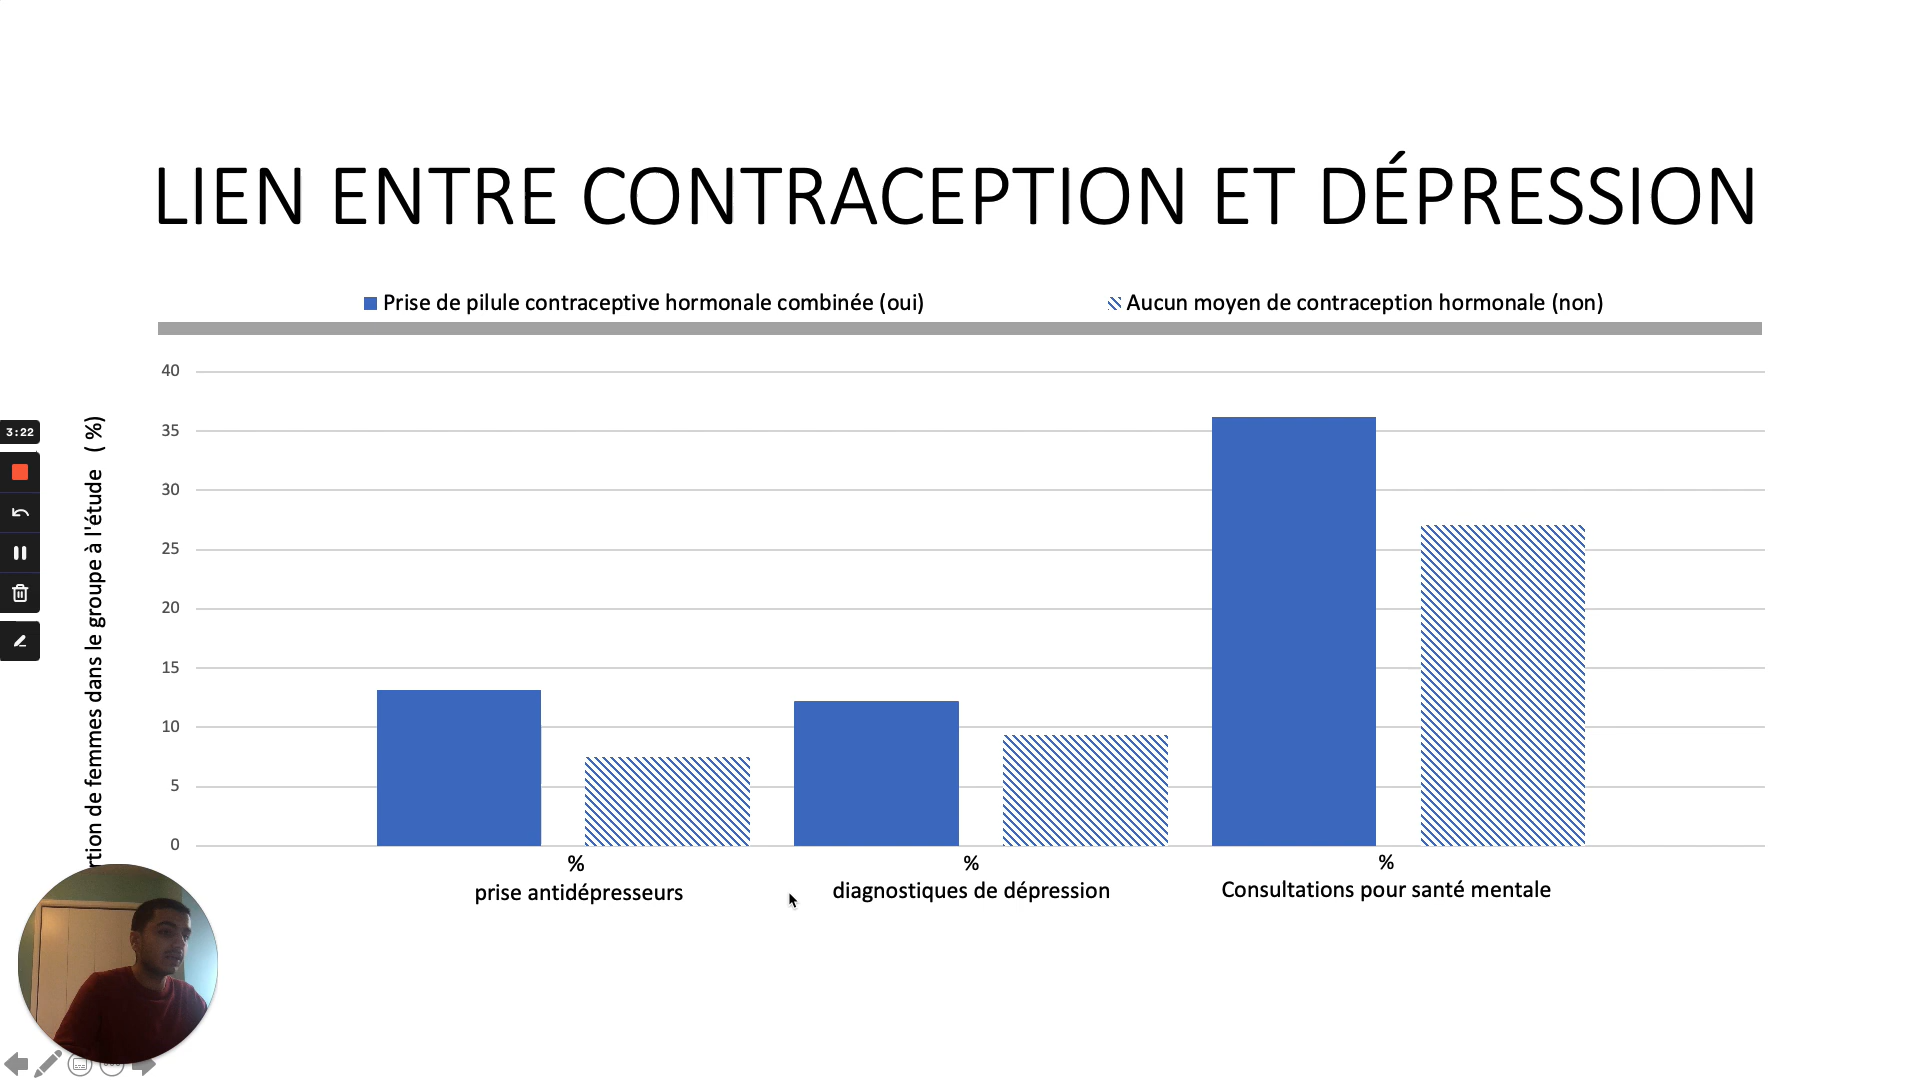 LIEN ENTRE CONTRACEPTION ET DÉPRESSION
Prise de pilule contraceptive hormonale combinée (oui)
Aucun moyen de contraception hormonale (non)
40
35
30
25
20
15
10
5
0
de femmes dans le groupe à l'étude (%)
3:22
%
prise antidépresseurs
%
diagnostiques de dépression
%
Consultations pour santé mentale